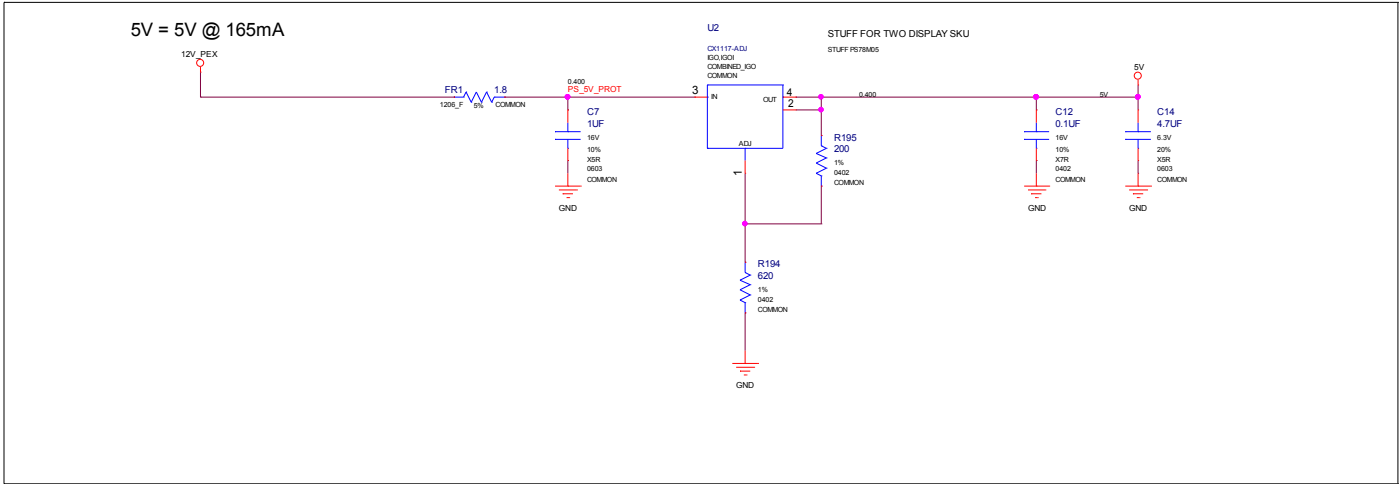 5V = 5V @ 165mA
12V_PEX
FR1 1.8
1206_F 5% COMMON
0.400
PS_5V_PROT
C7
1UF
16V
10%
X5R
0603
COMMON
GND
U2
CX1117-ADJ
IGO,IGOI
COMBINED_IGO
COMMON
3 IN
OUT 4
2
ADJ
1
STUFF FOR TWO DISPLAY SKU
STUFF PS78M05
R195
200
1%
0402
COMMON
R194
620
1%
0402
COMMON
GND
0.400
5V
5V
C12
0.1UF
16V
10%
X7R
0402
COMMON
GND
C14
4.7UF
6.3V
20%
X5R
0603
COMMON
GND